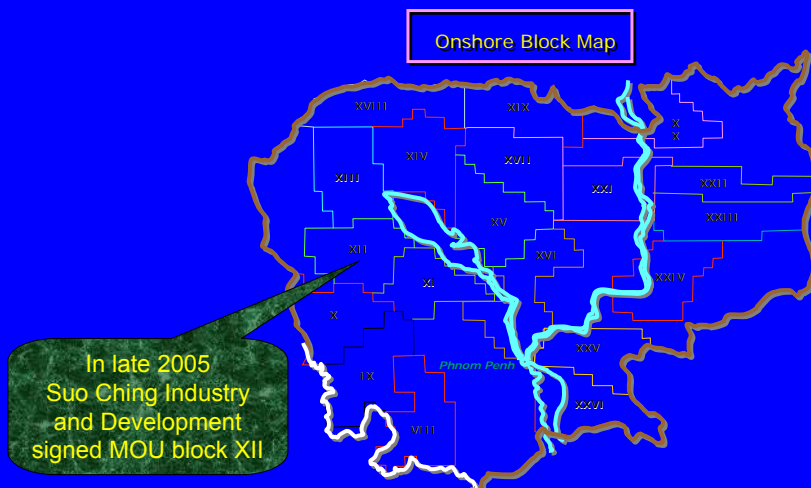 Onshore Block Map
XVIII
XIX
X
X
XIV
XVII
XIII
XXI
XXII
XXIII
XV
XII
XVI
XI
XXIV
X
XXV
Phnom Penh
IX
XXVI
VIII
In late 2005
Suo Ching Industry
and Development
signed MOU block XII